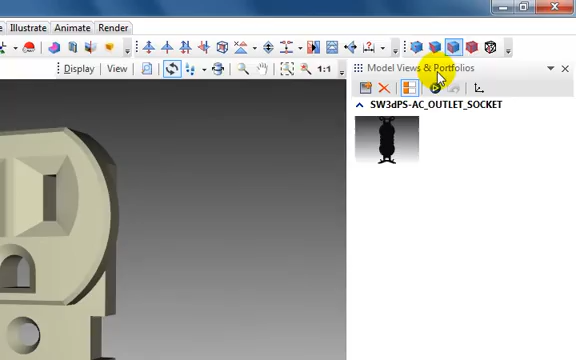 Illustrate Animate Render
Display View 1:1 Model Views & Portfolios
SW3dPS-AC_OUTLET_SOCKET